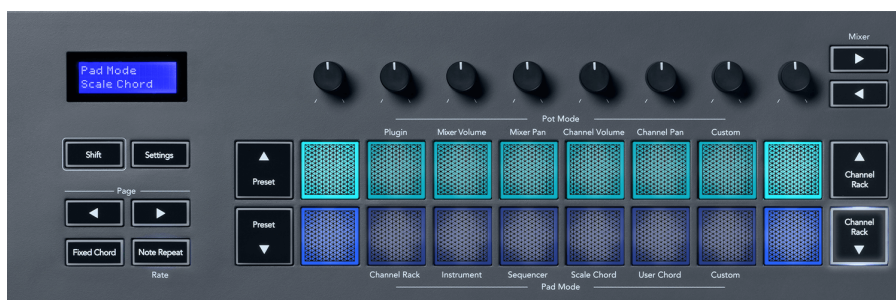 Mixer
Pad Mode
Scale Chord
Pot Mode
Plugin
Mixer Volume
Mixer Pan
Channel Volume
Channel Pan
Custom
Shift
Settings
Preset
Channel
Rack
Page
Preset
Channel
Rack
Fixed Chord
Note Repeat
Rate
Channel Rack
Instrument
Sequencer
Scale Chord
User Chord
Custom
Pad Mode